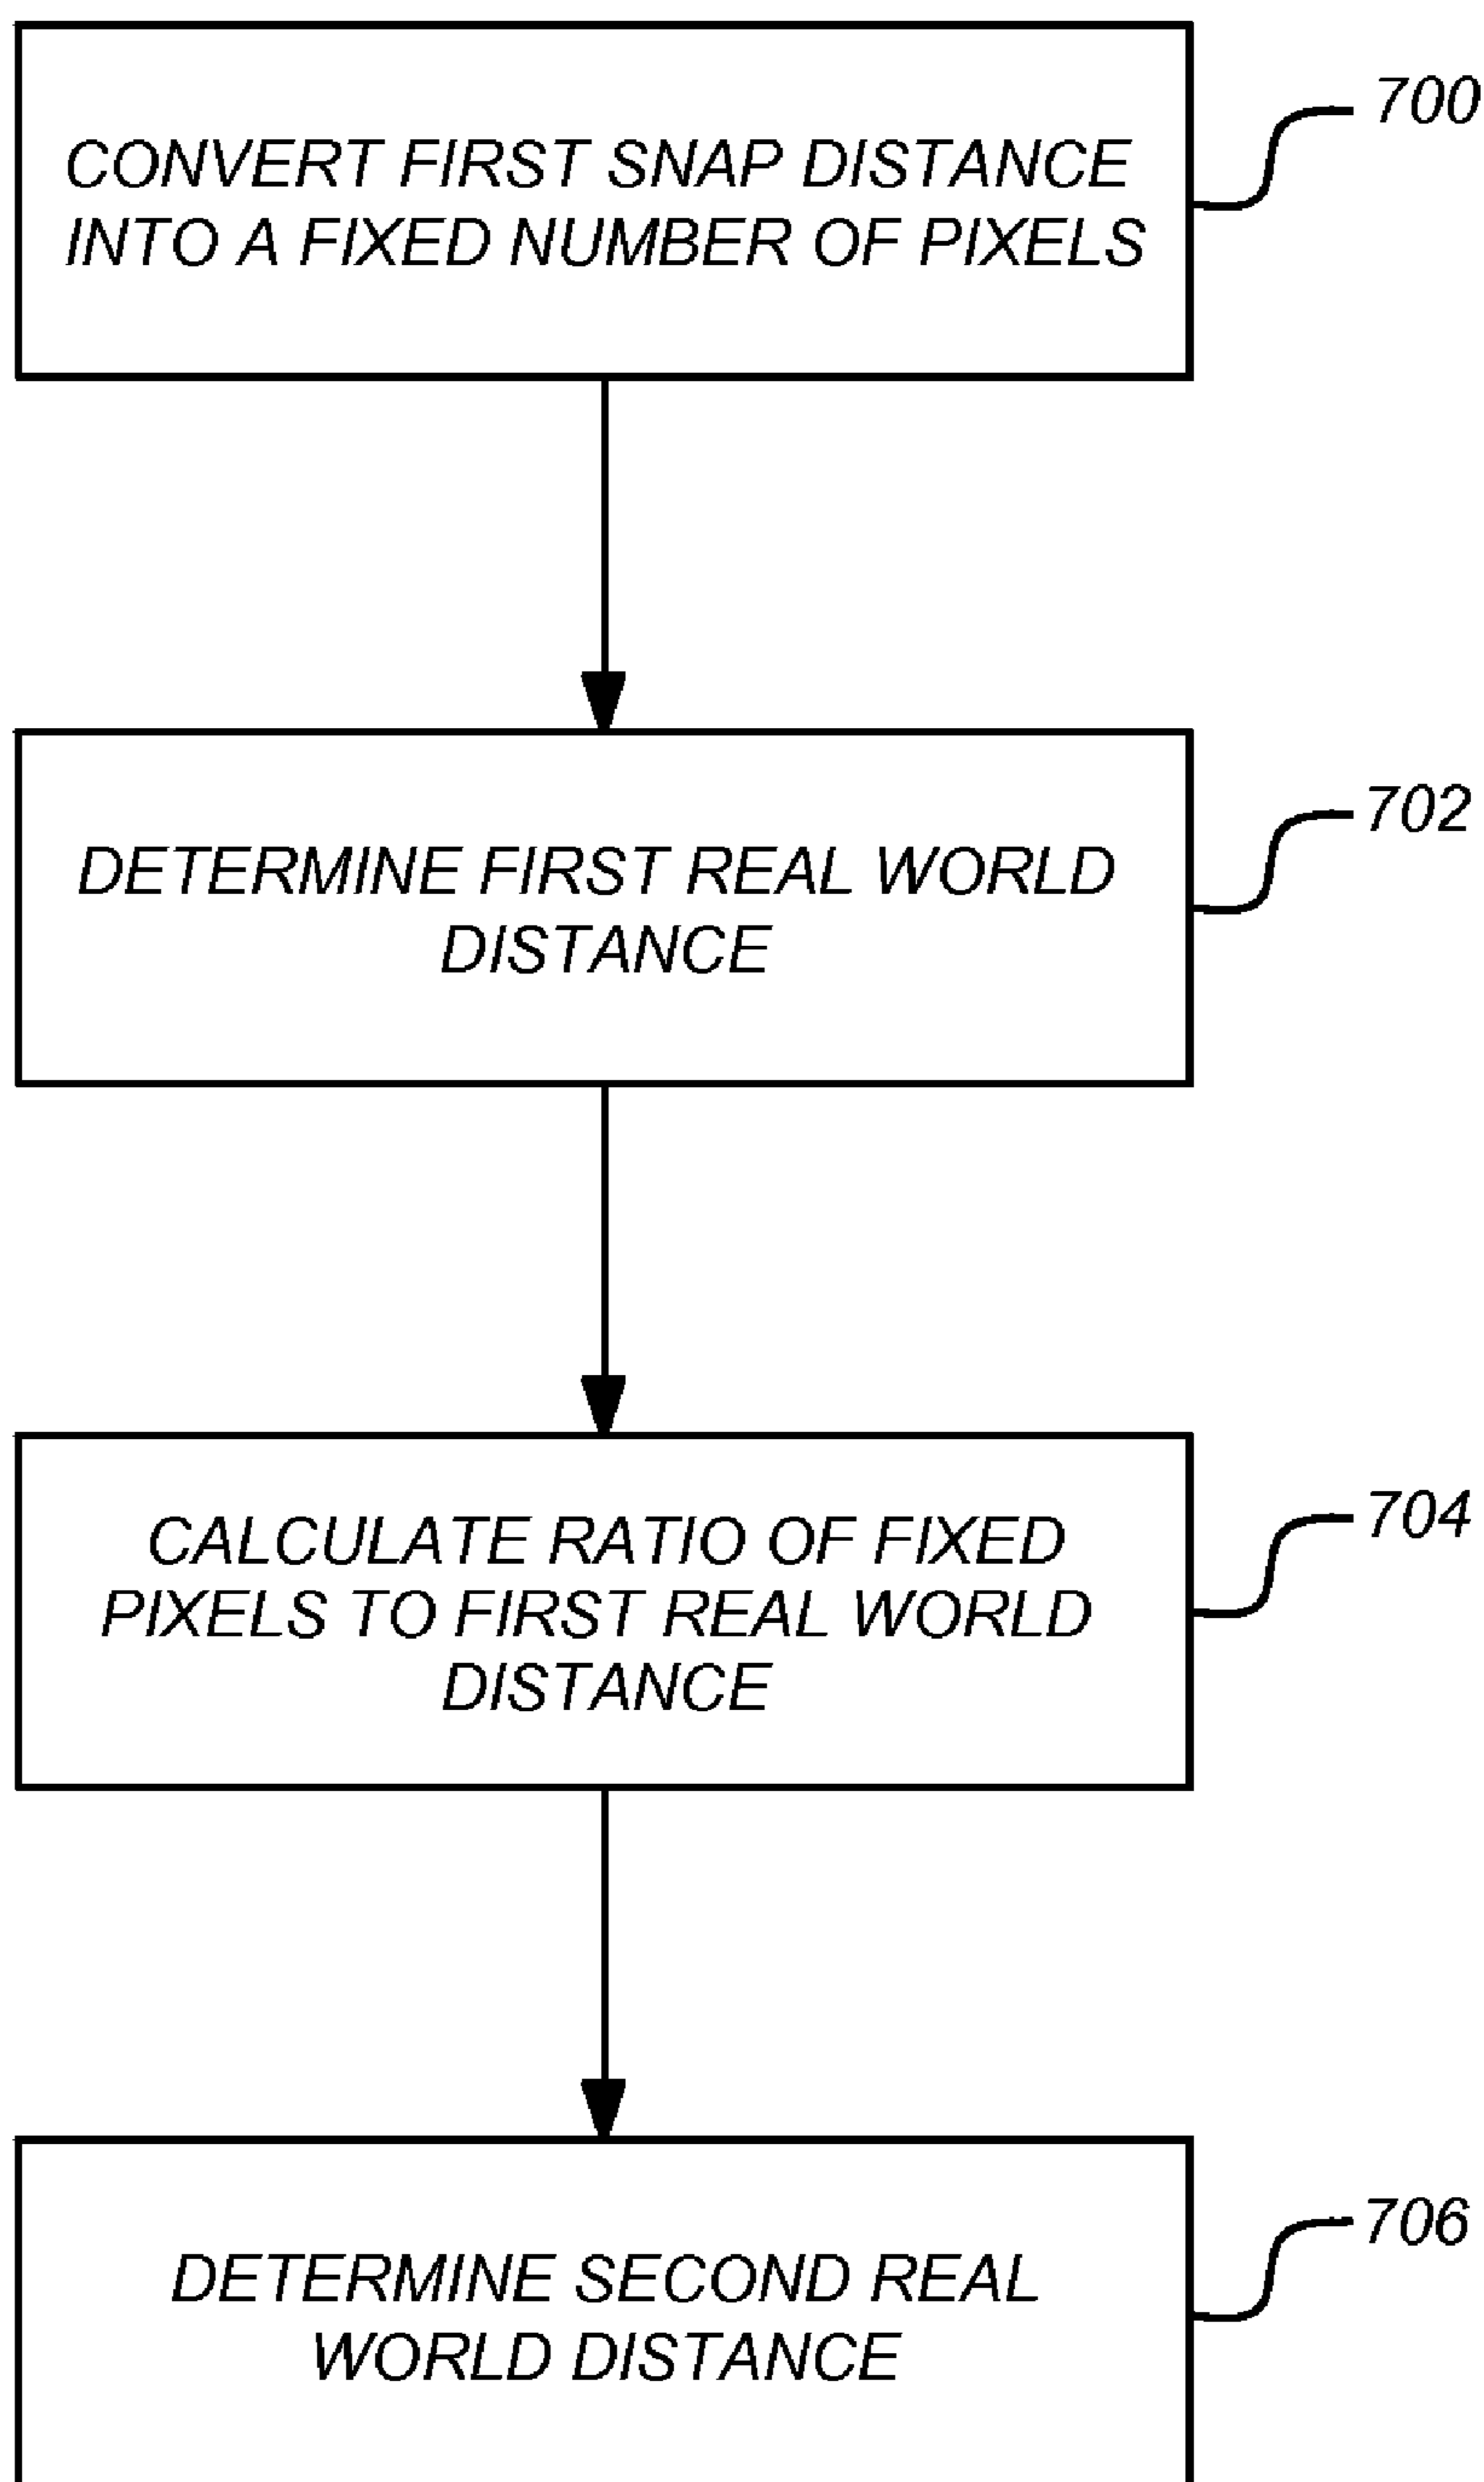 CONVERT FIRST SNAP DISTANCE
INTO A FIXED NUMBER OF PIXELS
700
DETERMINE FIRST REAL WORLD
DISTANCE
702
CALCULATE RATIO OF FIXED
PIXELS TO FIRST REAL WORLD
DISTANCE
704
DETERMINE SECOND REAL
WORLD DISTANCE
706